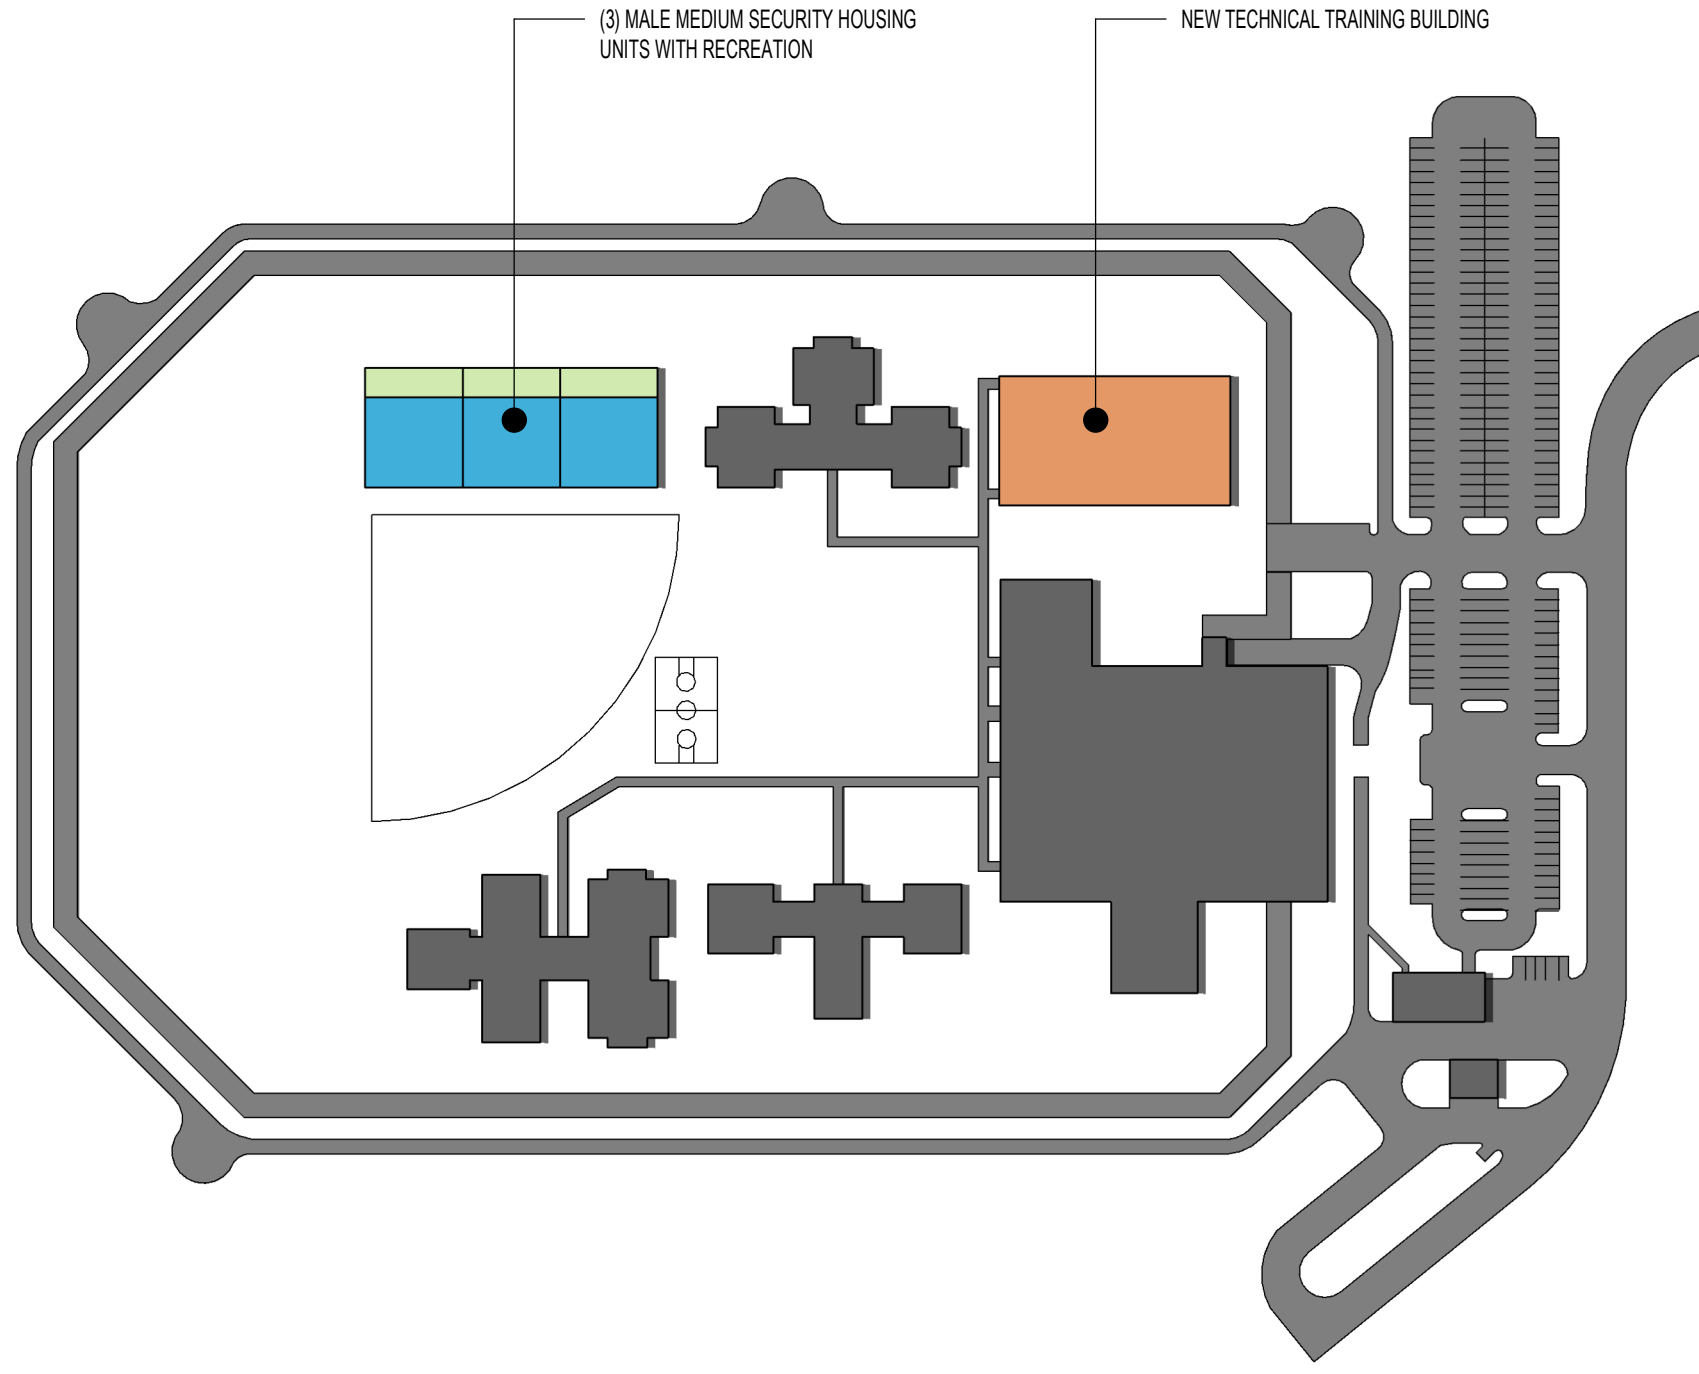 (3) MALE MEDIUM SECURITY HOUSING
UNITS WITH RECREATION
NEW TECHNICAL TRAINING BUILDING